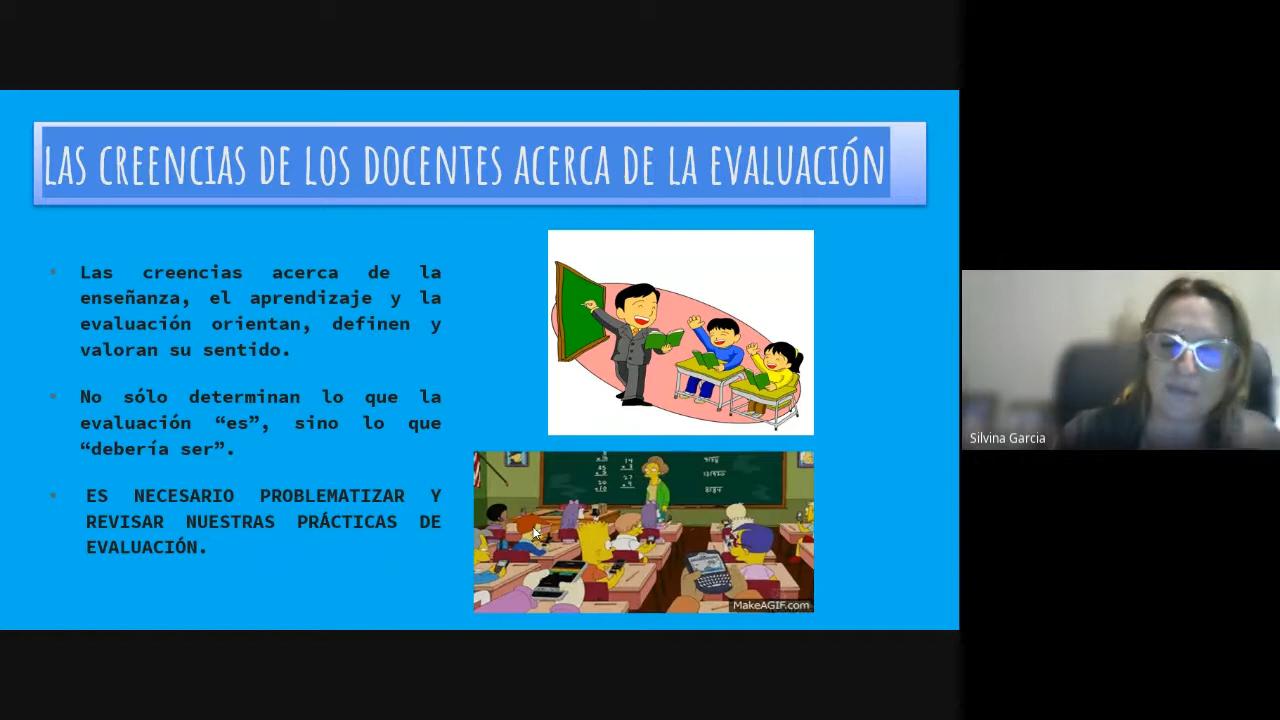 LAS CREENCIAS DE LOS DOCENTES ACERCA DE LA EVALUACIÓN
Las creencias acerca de la
enseñanza, el aprendizaje y la
evaluación orientan, definen y
valoran su sentido.
No sólo determinan lo que la
evaluación “es”, sino lo que
“debería ser”.
ES NECESARIO PROBLEMATIZAR Y
REVISAR NUESTRAS PRÁCTICAS DE
EVALUACIÓN.
MakeAGIF.com
Silvina Garcia